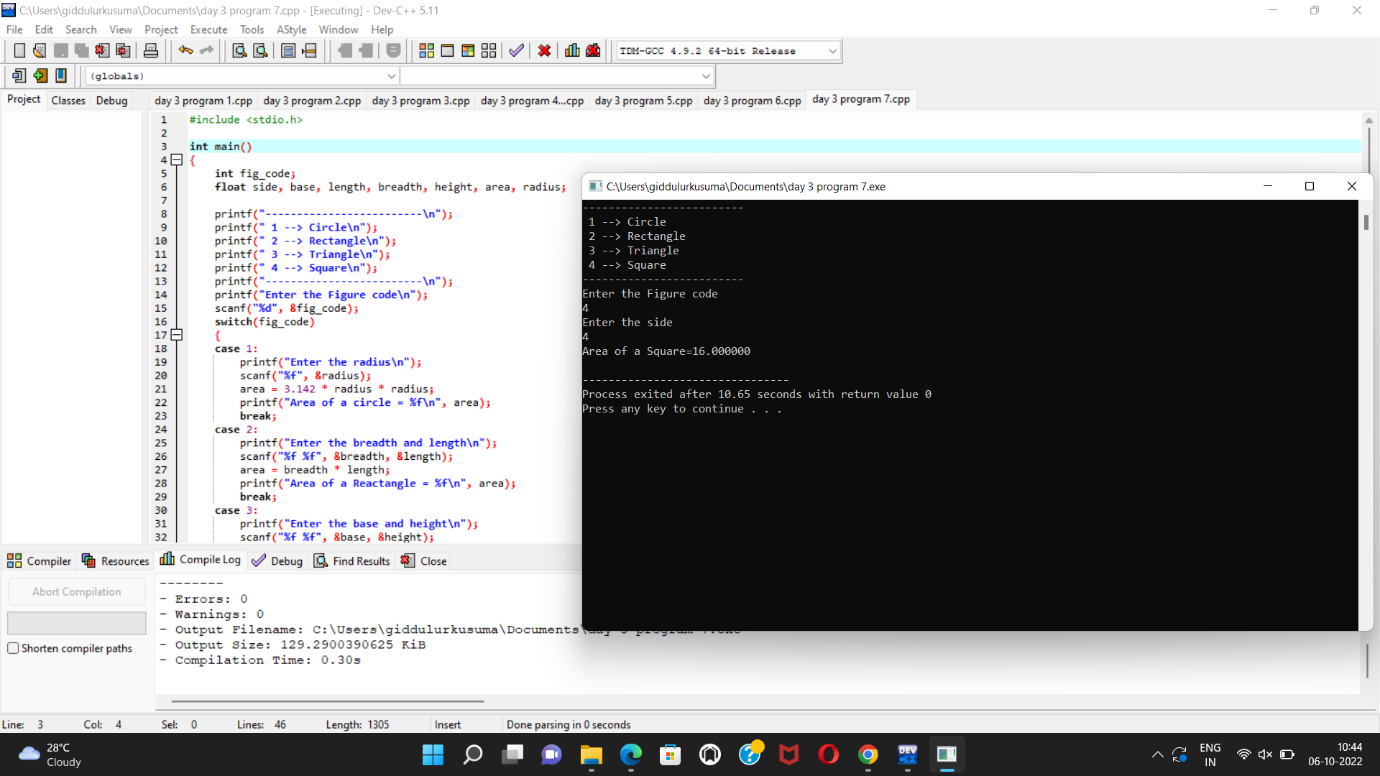 C:\Users\giddulurkusuma\Documents\day 3 program 7.cpp - [Executing] - Dev-C++ 5.11
File Edit Search View Project Execute Tools AStyle Window Help
TDM-GCC 4.9.2 64-bit Release
(globals)
Project Classes Debug
day 3 program 1.cpp day 3 program 2.cpp day 3 program 3.cpp day 3 program 4...cpp day 3 program 5.cpp day 3 program 6.cpp day 3 program 7.cpp
1 #include <stdio.h>
2
3 int main()
4 {
5 int fig_code;
6 float side, base, length, breadth, height, area, radius;
7
8 printf("-------------------------\n");
9 printf(" 1 --> Circle\n");
10 printf(" 2 --> Rectangle\n");
11 printf(" 3 --> Triangle\n");
12 printf(" 4 --> Square\n");
13 printf("-------------------------\n");
14 printf("Enter the Figure code\n");
15 scanf("%d", &fig_code);
16 switch(fig_code)
17 {
18 case 1:
19 printf("Enter the radius\n");
20 scanf("%f", &radius);
21 area = 3.142 * radius * radius;
22 printf("Area of a circle = %f\n", area);
23 break;
24 case 2:
25 printf("Enter the breadth and length\n");
26 scanf("%f %f", &breadth, &length);
27 area = breadth * length;
28 printf("Area of a Reactangle = %f\n", area);
29 break;
30 case 3:
31 printf("Enter the base and height\n");
32 scanf("%f %f", &base, &height);
C:\Users\giddulurkusuma\Documents\day 3 program 7.exe
-------------------------
1 --> Circle
2 --> Rectangle
3 --> Triangle
4 --> Square
-------------------------
Enter the Figure code
4
Enter the side
4
Area of a Square=16.000000
--------------------------------
Process exited after 10.65 seconds with return value 0
Press any key to continue . . .
Compiler Resources Compile Log Debug Find Results Close
Abort Compilation
Shorten compiler paths
--------
- Errors: 0
- Warnings: 0
- Output Filename: C:\Users\giddulurkusuma\Documents\day 3 program 7.exe
- Output Size: 129.2900390625 KiB
- Compilation Time: 0.30s
Line: 3 Col: 4 Sel: 0 Lines: 46 Length: 1305 Insert Done parsing in 0 seconds
28°C
Cloudy
DEV
ENG
IN
10:44
06-10-2022